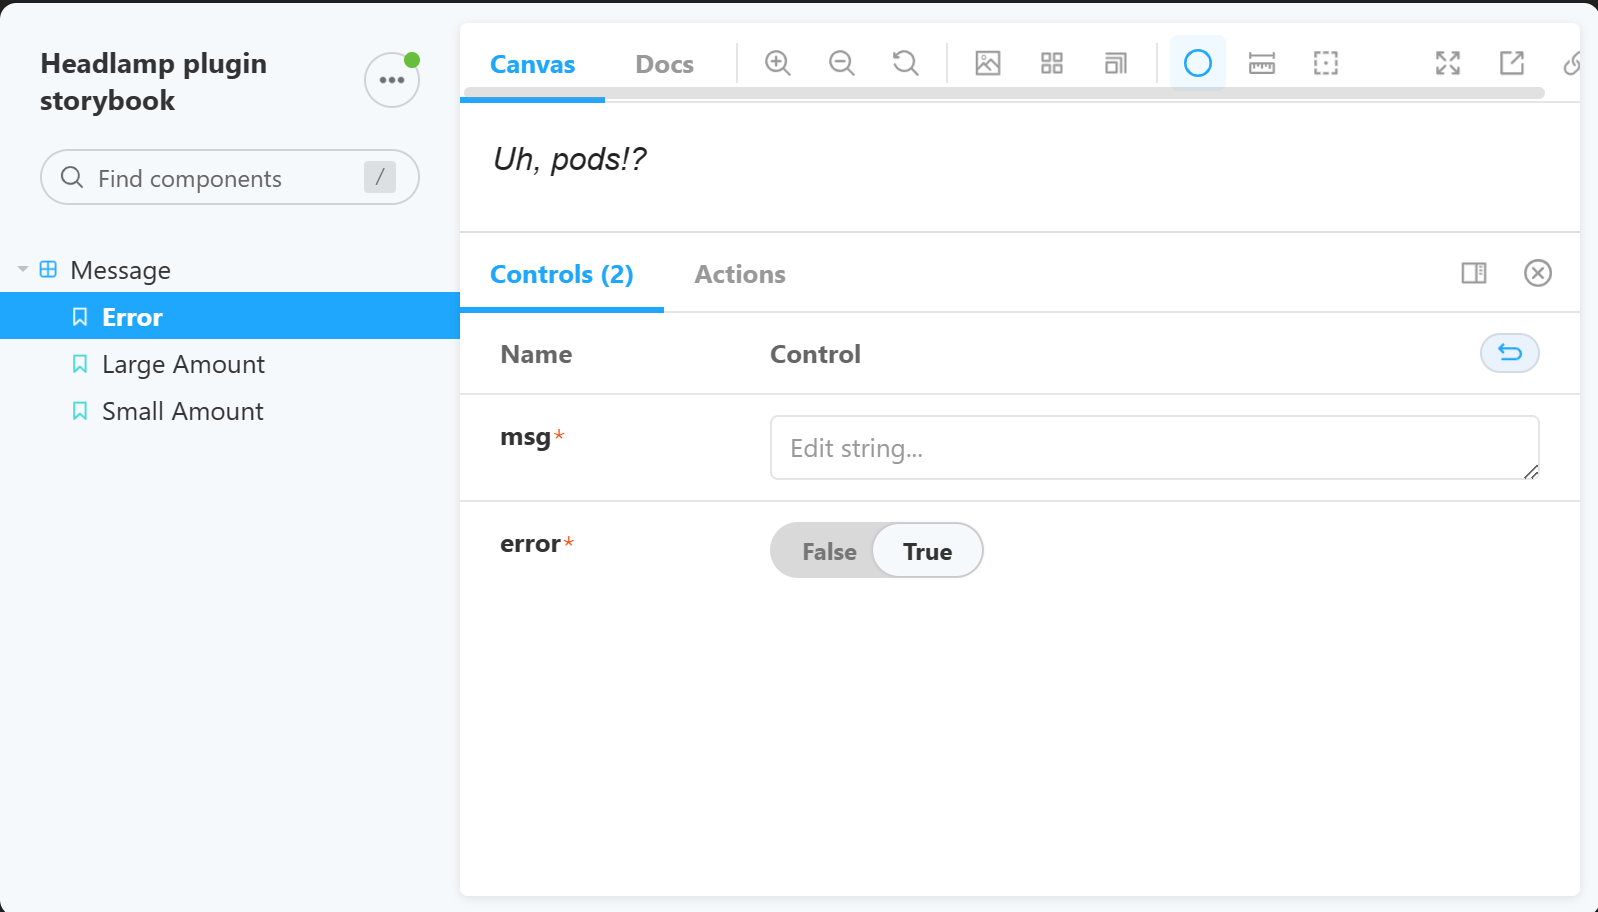 Headlamp plugin
storybook
Find components
/
Message
Error
Large Amount
Small Amount
Canvas
Docs
Uh, pods!?
Controls (2)
Actions
Name
Control
msg*
Edit string...
error*
False
True